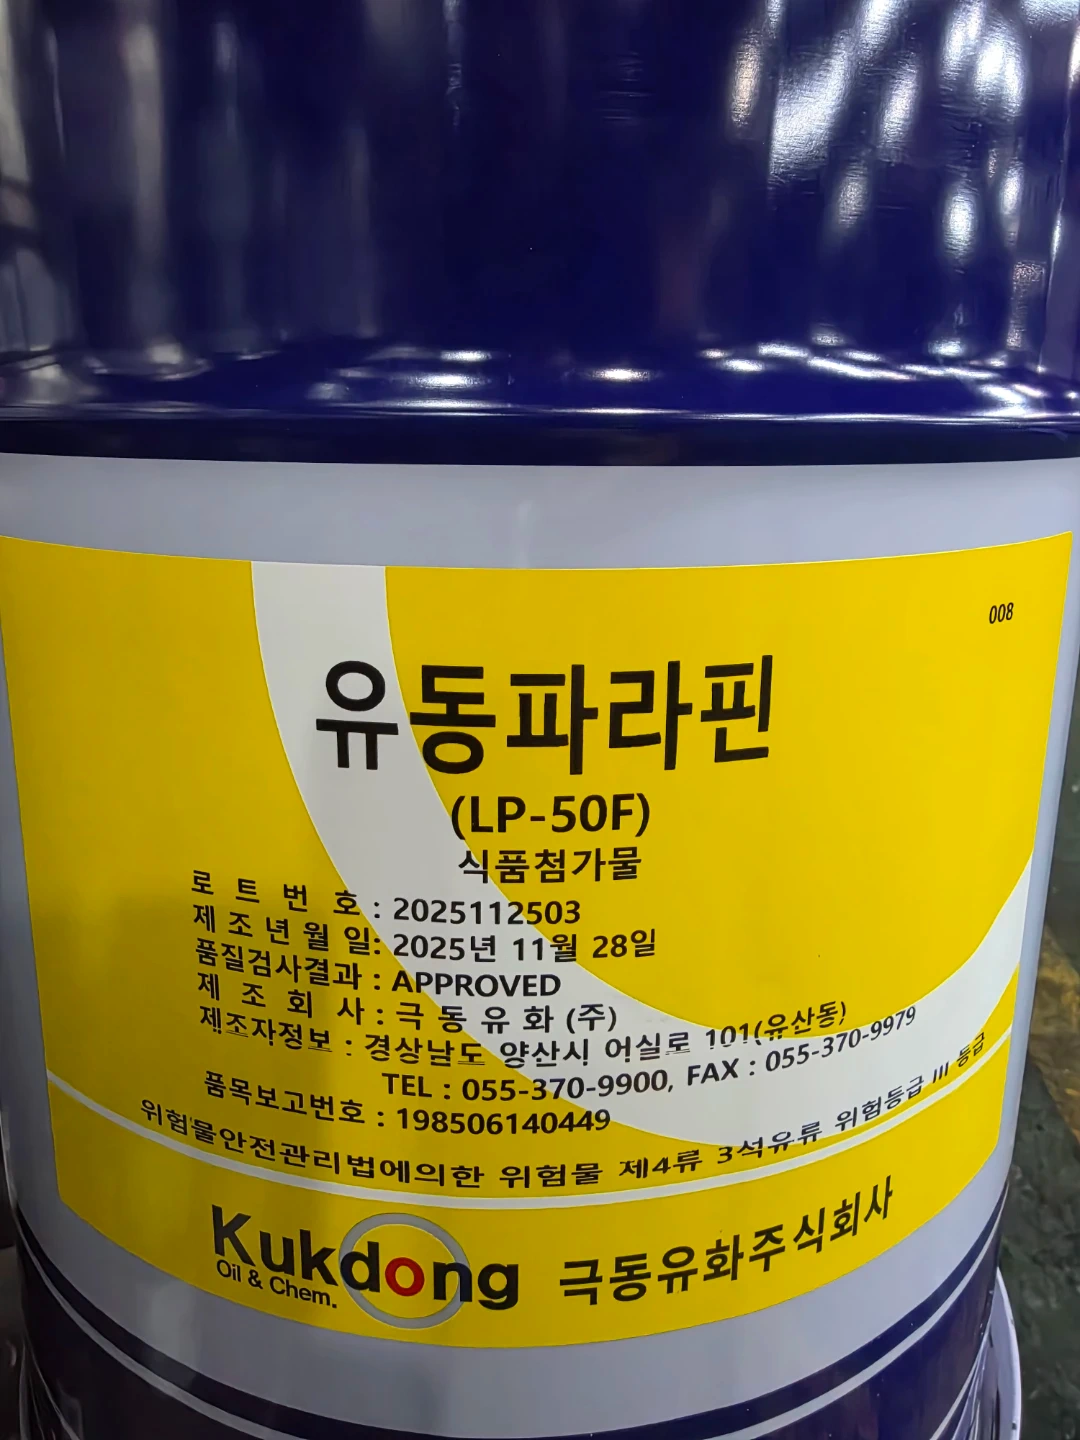 008
유동파라핀
(LP-50F)
식품첨가물
로 트 번 호 : 2025112503
제 조 년 월 일: 2025년 11월 28일
품질검사결과 : APPROVED
제 조 회 사 : 극 동 유 화 (주)
제조자정보 : 경상남도 양산시 어실로 101(유산동)
TEL : 055-370-9900, FAX : 055-370-9979
품목보고번호 : 198506140449
위험물안전관리법에의한 위험물 제4류 3석유류 위험등급 III 등급
Kukdong
Oil & Chem.
극동유화주식회사